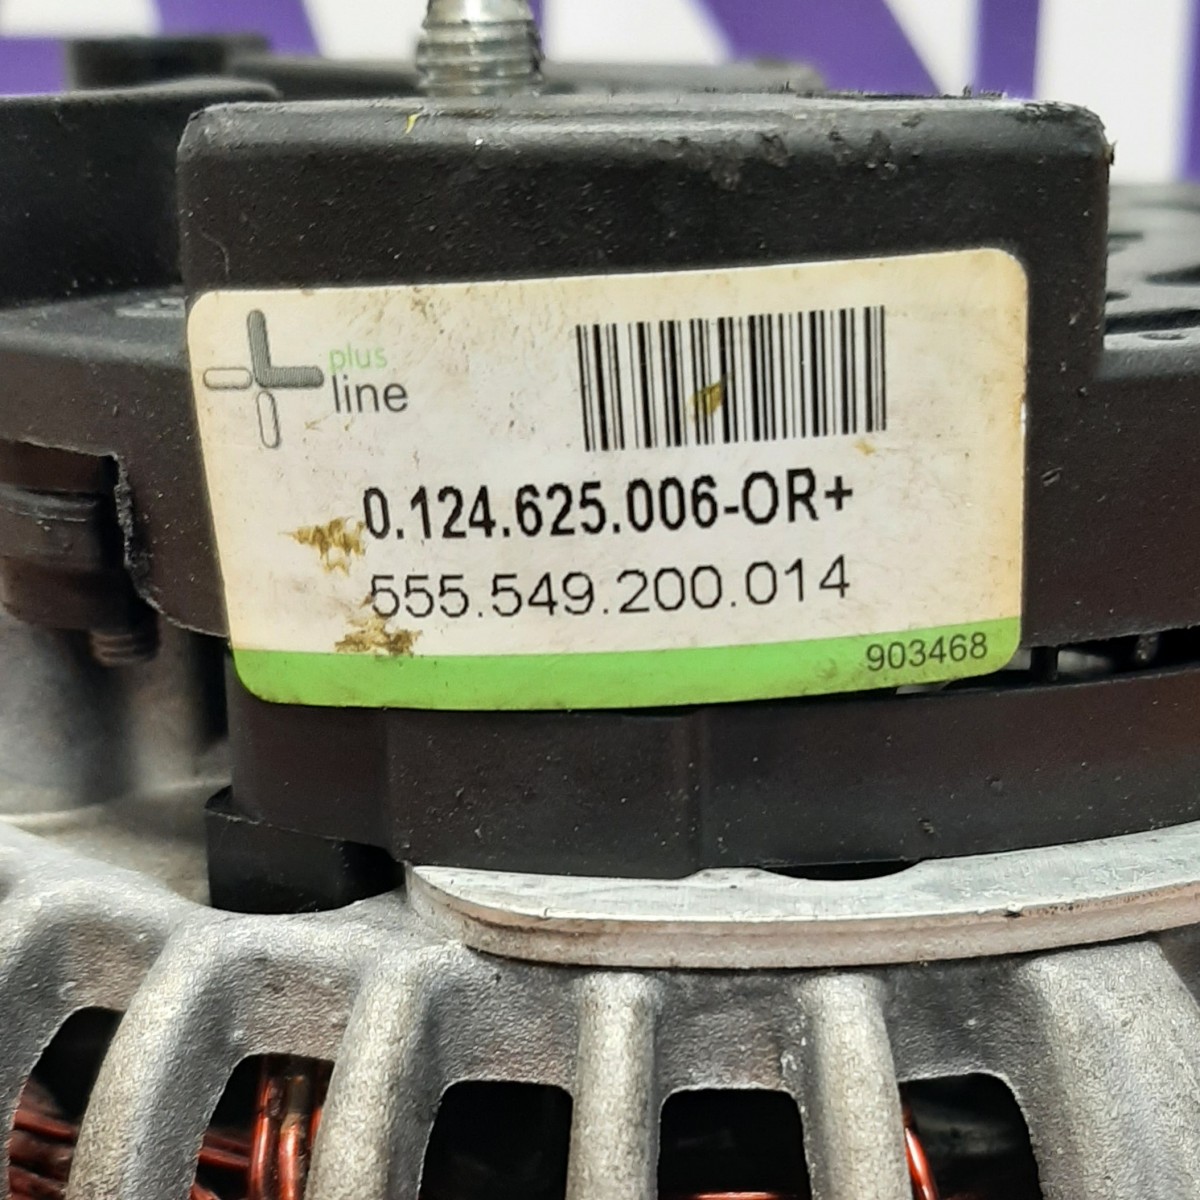 plus
line
0.124.625.006-OR+
555.549.200.014
903468